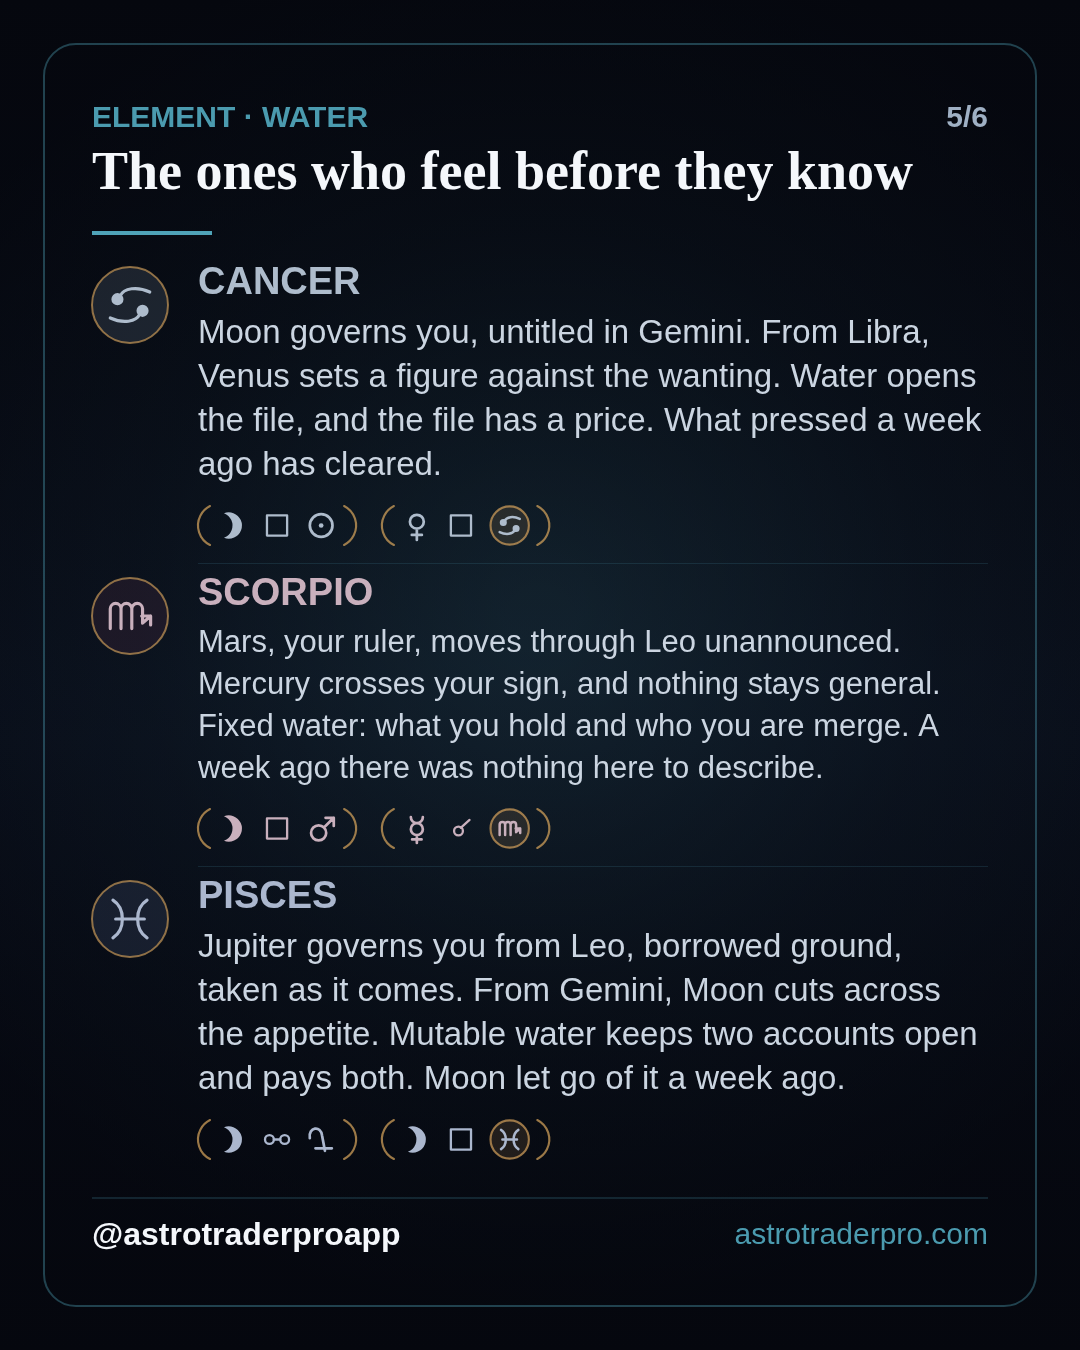 ELEMENT · WATER
5/6
The ones who feel before they know
CANCER
Moon governs you, untitled in Gemini. From Libra,
Venus sets a figure against the wanting. Water opens
the file, and the file has a price. What pressed a week
ago has cleared.
SCORPIO
Mars, your ruler, moves through Leo unannounced.
Mercury crosses your sign, and nothing stays general.
Fixed water: what you hold and who you are merge. A
week ago there was nothing here to describe.
PISCES
Jupiter governs you from Leo, borrowed ground,
taken as it comes. From Gemini, Moon cuts across
the appetite. Mutable water keeps two accounts open
and pays both. Moon let go of it a week ago.
@astrotraderproapp
astrotraderpro.com